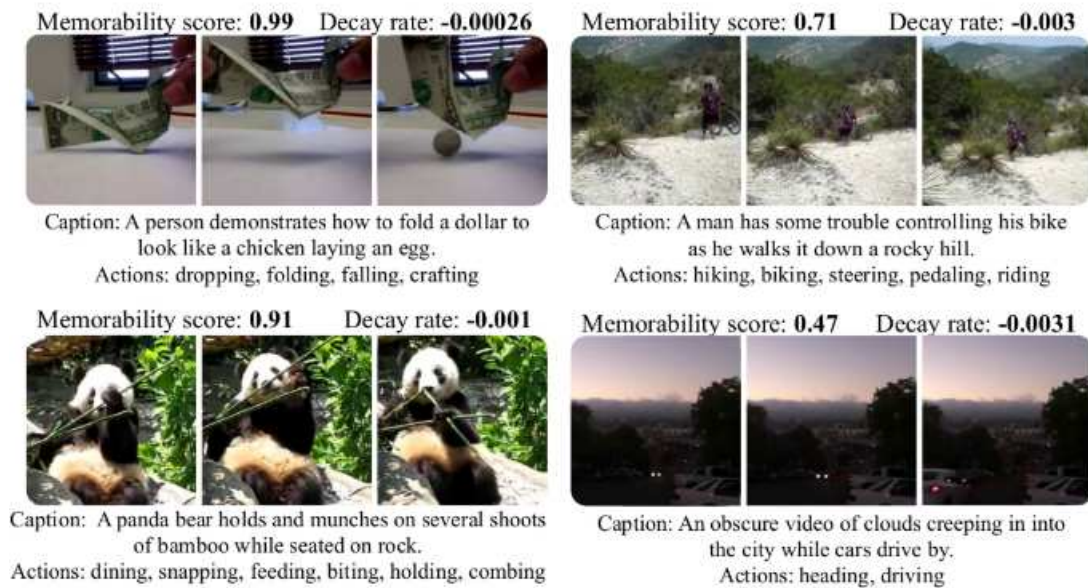 Memorability score: 0.99 Decay rate: -0.00026
Caption: A person demonstrates how to fold a dollar to
look like a chicken laying an egg.
Actions: dropping, folding, falling, crafting
Memorability score: 0.71 Decay rate: -0.003
Caption: A man has some trouble controlling his bike
as he walks it down a rocky hill.
Actions: hiking, biking, steering, pedaling, riding
Memorability score: 0.91 Decay rate: -0.001
Caption: A panda bear holds and munches on several shoots
of bamboo while seated on rock.
Actions: dining, snapping, feeding, biting, holding, combing
Memorability score: 0.47 Decay rate: -0.0031
Caption: An obscure video of clouds creeping in into
the city while cars drive by.
Actions: heading, driving